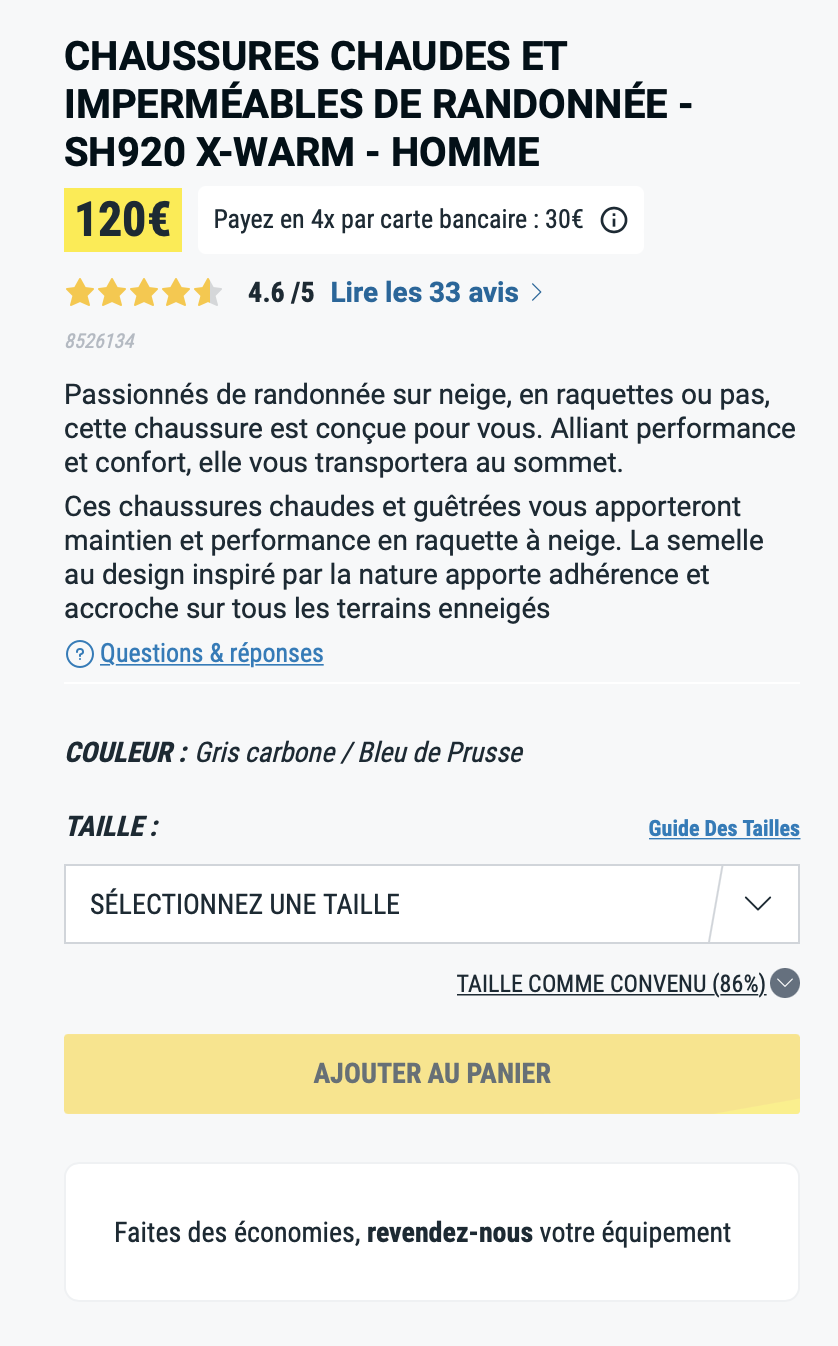 CHAUSSURES CHAUDES ET
IMPERMÉABLES DE RANDONNÉE -
SH920 X-WARM - HOMME
120€ Payez en 4x par carte bancaire : 30€
4.6 /5 Lire les 33 avis
8526134
Passionnés de randonnée sur neige, en raquettes ou pas,
cette chaussure est conçue pour vous. Alliant performance
et confort, elle vous transportera au sommet.
Ces chaussures chaudes et guêtrées vous apporteront
maintien et performance en raquette à neige. La semelle
au design inspiré par la nature apporte adhérence et
accroche sur tous les terrains enneigés
Questions & réponses
COULEUR : Gris carbone / Bleu de Prusse
TAILLE : Guide Des Tailles
SÉLECTIONNEZ UNE TAILLE
TAILLE COMME CONVENU (86%)
AJOUTER AU PANIER
Faites des économies, revendez-nous votre équipement